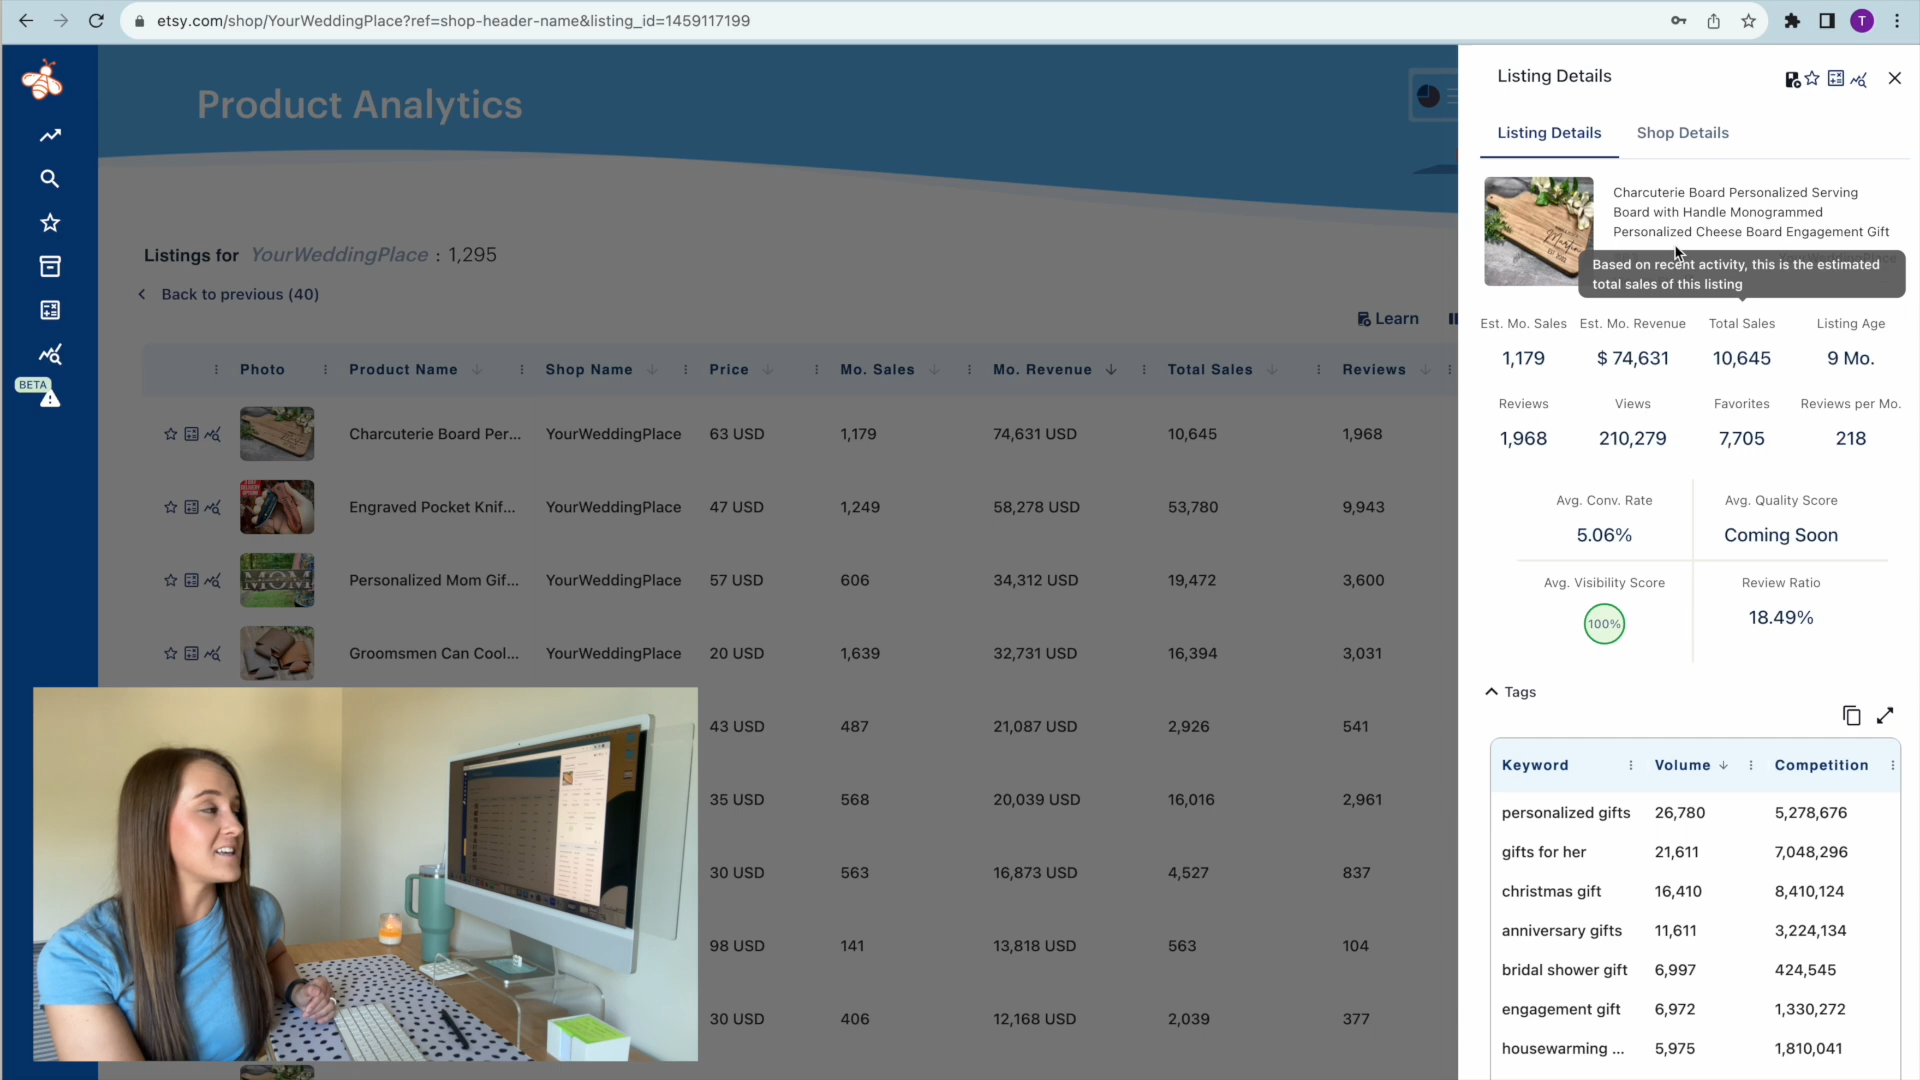 etsy.com/shop/YourWeddingPlace?ref=shop-header-name&listing_id=1459117199
T
BETA
Product Analytics
Listings for YourWeddingPlace : 1,295
Back to previous (40)
Learn
Photo Product Name Shop Name Price Mo. Sales Mo. Revenue Total Sales Reviews
Charcuterie Board Per... YourWeddingPlace 63 USD 1,179 74,631 USD 10,645 1,968
Engraved Pocket Knif... YourWeddingPlace 47 USD 1,249 58,278 USD 53,780 9,943
Personalized Mom Gif... YourWeddingPlace 57 USD 606 34,312 USD 19,472 3,600
Groomsmen Can Cool... YourWeddingPlace 20 USD 1,639 32,731 USD 16,394 3,031
43 USD 487 21,087 USD 2,926 541
35 USD 568 20,039 USD 16,016 2,961
30 USD 563 16,873 USD 4,527 837
98 USD 141 13,818 USD 563 104
30 USD 406 12,168 USD 2,039 377
MOM
Listing Details
Listing Details Shop Details
Charcuterie Board Personalized Serving
Board with Handle Monogrammed
Personalized Cheese Board Engagement Gift
Based on recent activity, this is the estimated
total sales of this listing
Est. Mo. Sales Est. Mo. Revenue Total Sales Listing Age
1,179 $ 74,631 10,645 9 Mo.
Reviews Views Favorites Reviews per Mo.
1,968 210,279 7,705 218
Avg. Conv. Rate Avg. Quality Score
5.06% Coming Soon
Avg. Visibility Score Review Ratio
100% 18.49%
Tags
Keyword Volume Competition
personalized gifts 26,780 5,278,676
gifts for her 21,611 7,048,296
christmas gift 16,410 8,410,124
anniversary gifts 11,611 3,224,134
bridal shower gift 6,997 424,545
engagement gift 6,972 1,330,272
housewarming ... 5,975 1,810,041